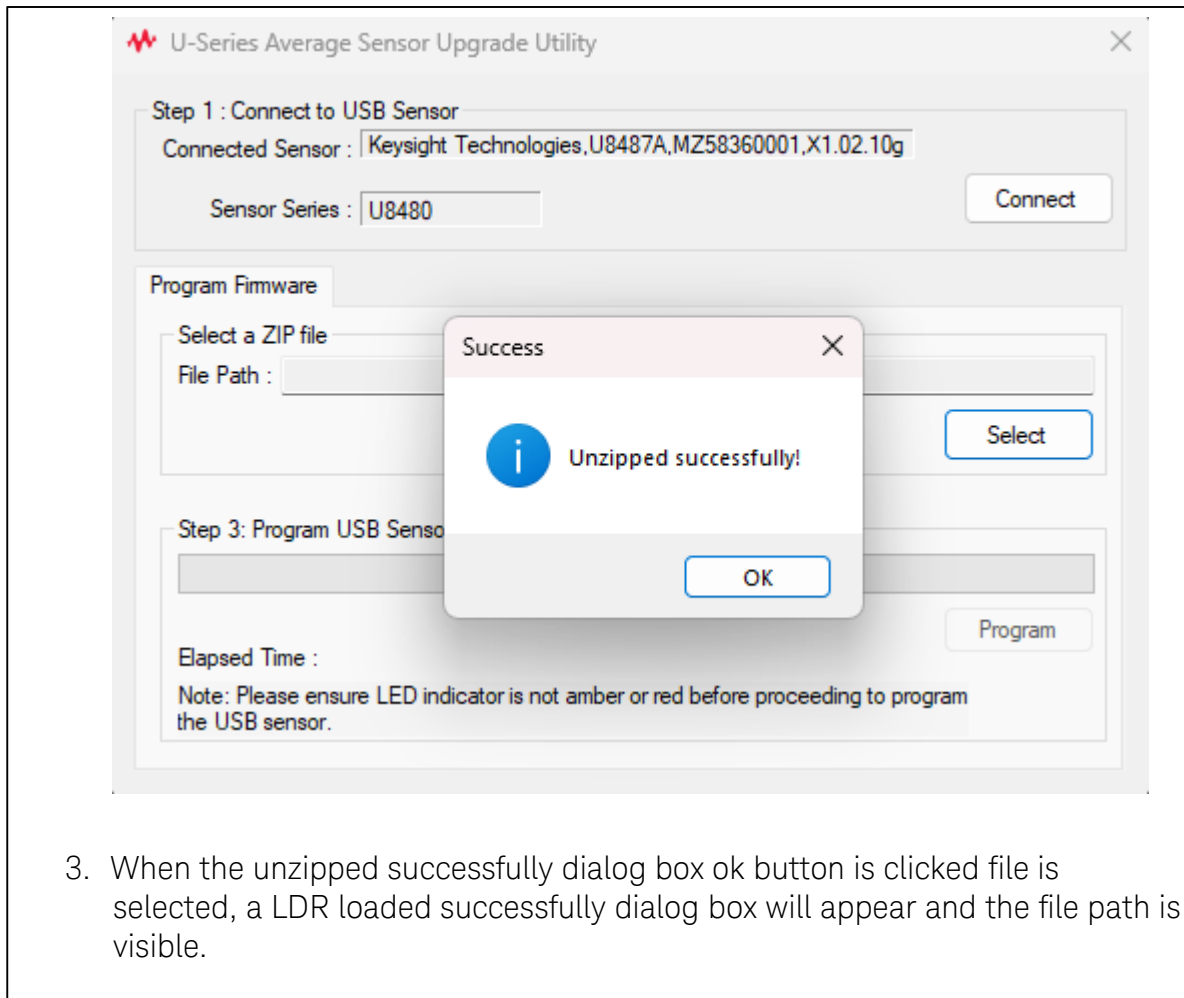 U-Series Average Sensor Upgrade Utility
Step 1 : Connect to USB Sensor
Connected Sensor : Keysight Technologies,U8487A,MZ58360001,X1.02.10g
Sensor Series : U8480
Connect
Program Firmware
Select a ZIP file
File Path :
Select
Success
Unzipped successfully!
OK
Step 3: Program USB Senso
Program
Elapsed Time :
Note: Please ensure LED indicator is not amber or red before proceeding to program
the USB sensor.
3. When the unzipped successfully dialog box ok button is clicked file is
selected, a LDR loaded successfully dialog box will appear and the file path is
visible.